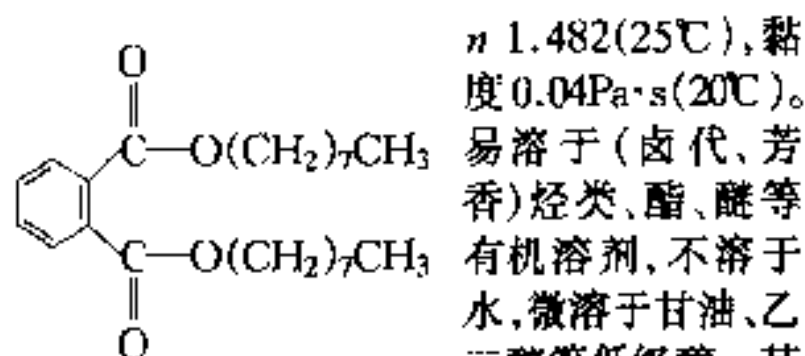 n 1.482(25℃),黏
度0.04Pa·s(20℃)。
易溶于(卤代、芳
香)烃类、酯、醚等
有机溶剂,不溶于
水,微溶于甘油、乙
O
C—O(CH₂)₇CH₃
C—O(CH₂)₇CH₃
O